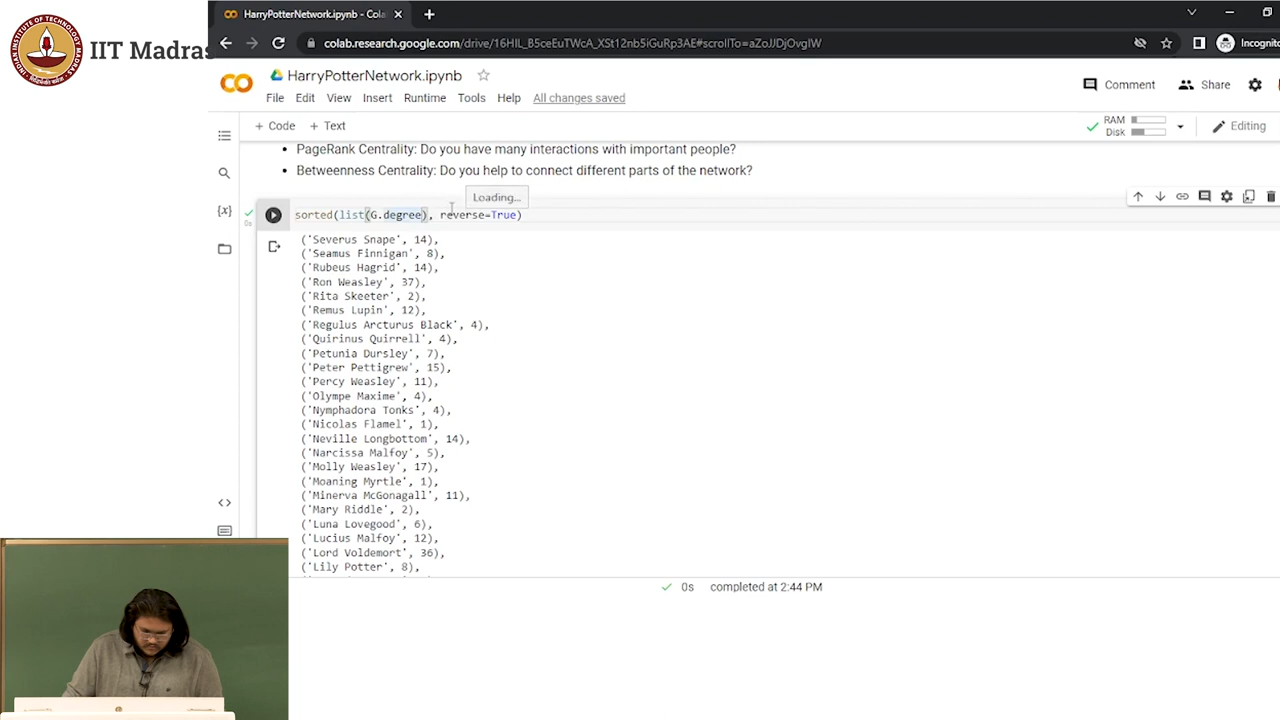 IIT Madras
HarryPotterNetwork.ipynb - Cola
colab.research.google.com/drive/16HIL_B5ceEuTWcA_XSt12nb5iGuRp3AE#scrollTo=aZoJJDjOvgIW
Incognito
HarryPotterNetwork.ipynb
Comment
Share
File Edit View Insert Runtime Tools Help All changes saved
+ Code + Text
RAM
Disk
Editing
• PageRank Centrality: Do you have many interactions with important people?
• Betweenness Centrality: Do you help to connect different parts of the network?
Loading...
sorted(list(G.degree), reverse=True)
0s
('Severus Snape', 14),
('Seamus Finnigan', 8),
('Rubeus Hagrid', 14),
('Ron Weasley', 37),
('Rita Skeeter', 2),
('Remus Lupin', 12),
('Regulus Arcturus Black', 4),
('Quirinus Quirrell', 4),
('Petunia Dursley', 7),
('Peter Pettigrew', 15),
('Percy Weasley', 11),
('Olympe Maxime', 4),
('Nymphadora Tonks', 4),
('Nicolas Flamel', 1),
('Neville Longbottom', 14),
('Narcissa Malfoy', 5),
('Molly Weasley', 17),
('Moaning Myrtle', 1),
('Minerva McGonagall', 11),
('Mary Riddle', 2),
('Luna Lovegood', 6),
('Lucius Malfoy', 12),
('Lord Voldemort', 36),
('Lily Potter', 8),
0s completed at 2:44 PM